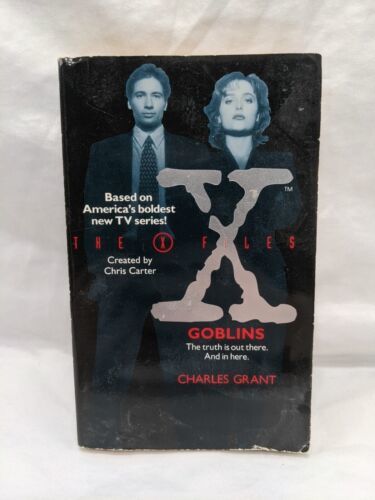 Based on
America's boldest
new TV series!
THE X FILES
Created by
Chris Carter
X
TM
GOBLINS
The truth is out there.
And in here.
CHARLES GRANT